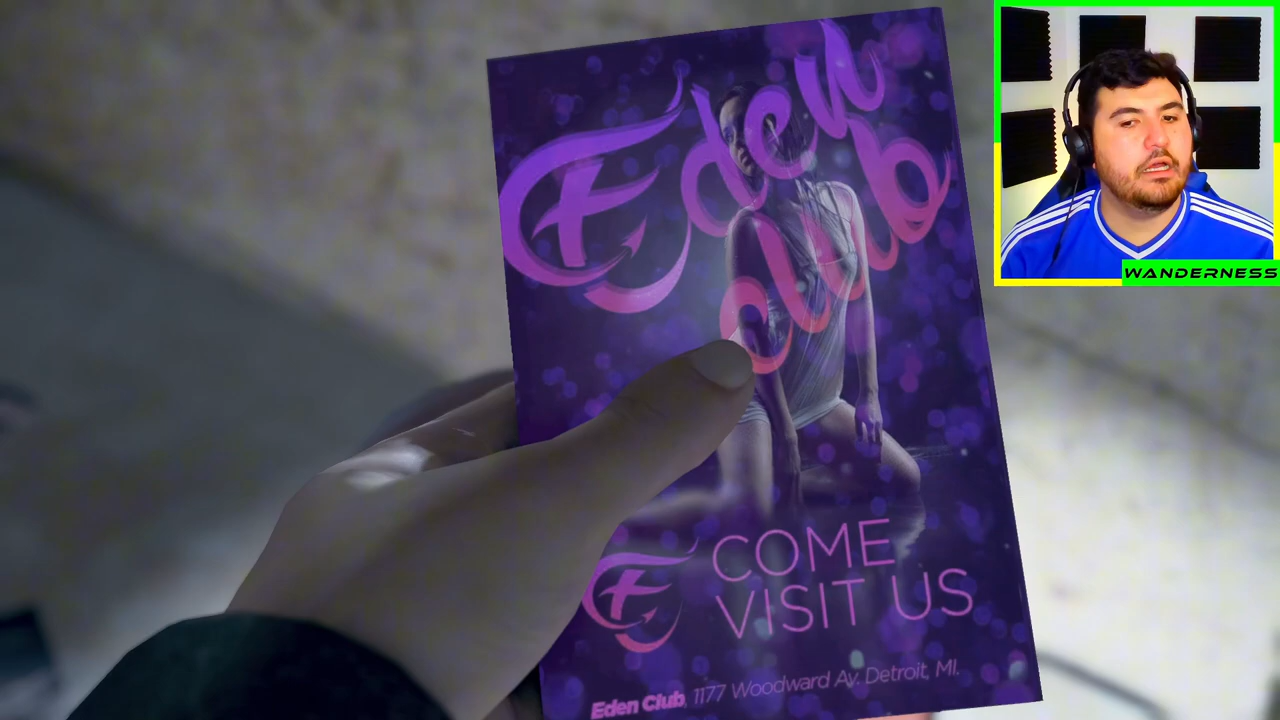 Eden
club
COME
VISIT US
Eden Club, 1177 Woodward Av. Detroit, MI.
WANDERNESS